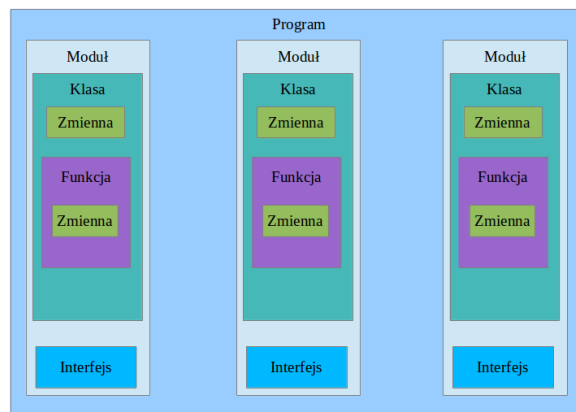 Program
Moduł
Klasa
Zmienna
Funkcja
Zmienna
Interfejs
Moduł
Klasa
Zmienna
Funkcja
Zmienna
Interfejs
Moduł
Klasa
Zmienna
Funkcja
Zmienna
Interfejs